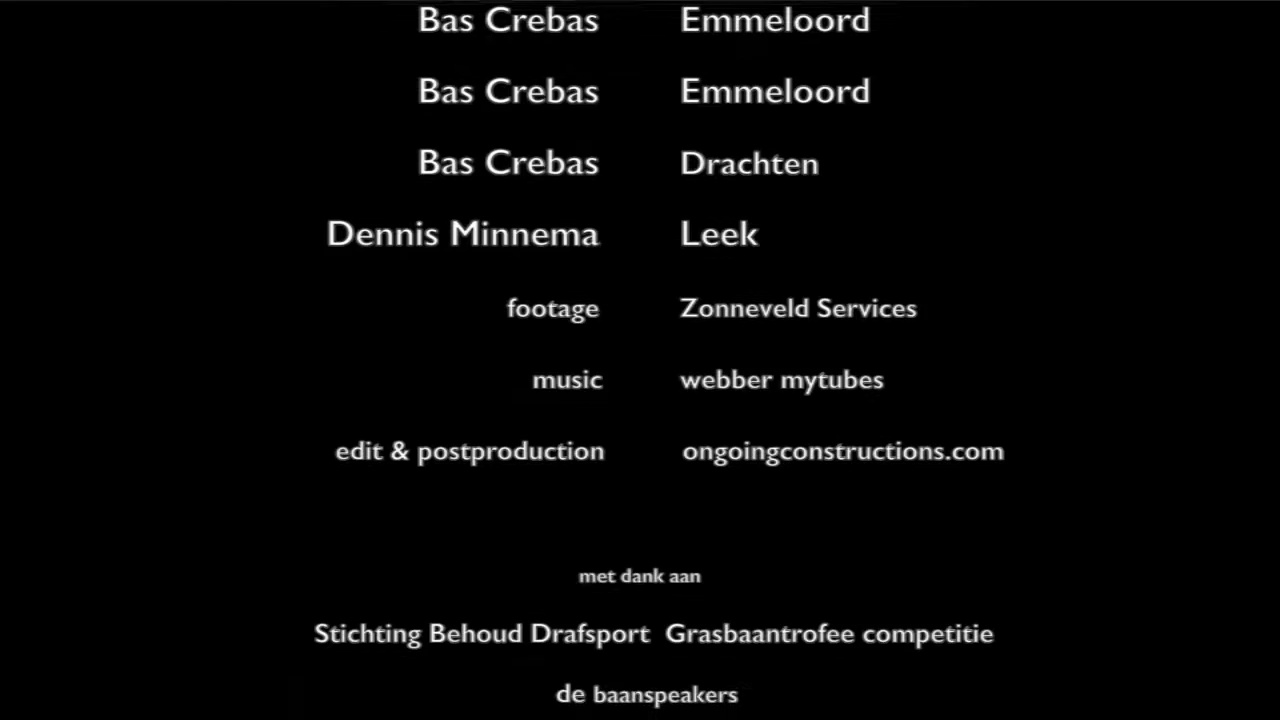 Bas Crebas Emmeloord
Bas Crebas Emmeloord
Bas Crebas Drachten
Dennis Minnema Leek
footage Zonneveld Services
music webber mytubes
edit & postproduction ongoingconstructions.com
met dank aan
Stichting Behoud Drafsport Grasbaantrofee competitie
de baanspeakers